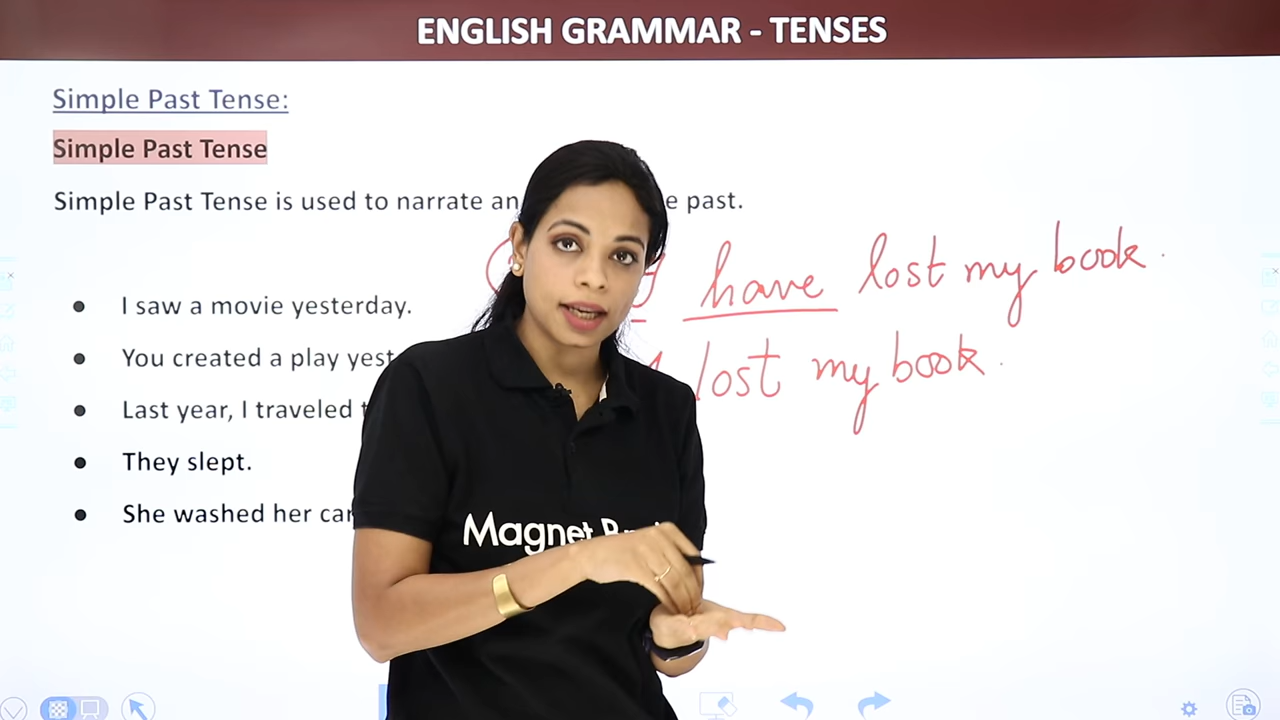 ENGLISH GRAMMAR - TENSES
Simple Past Tense:
Simple Past Tense
Simple Past Tense is used to narrate an past.
I have lost my book.
• I saw a movie yesterday.
• You created a play
I lost my book.
• Last year, I traveled
• They slept.
• She washed her car
Magnet